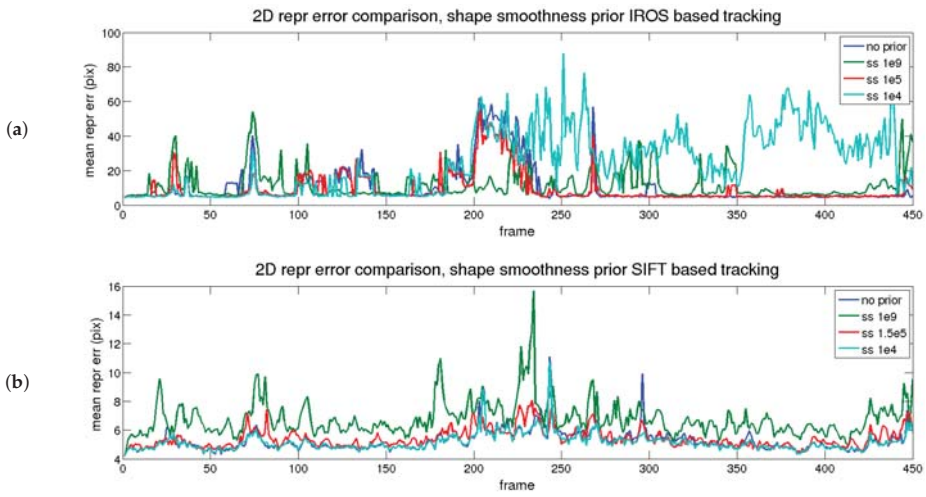 2D repr error comparison, shape smoothness prior IROS based tracking
(a)
mean repr err (pix)
100
80
60
40
20
0
no prior
ss 1e9
ss 1e5
ss 1e4
0 50 100 150 200 250 300 350 400 450
frame
2D repr error comparison, shape smoothness prior SIFT based tracking
(b)
mean repr err (pix)
16
14
12
10
8
6
4
no prior
ss 1e9
ss 1.5e5
ss 1e4
0 50 100 150 200 250 300 350 400 450
frame